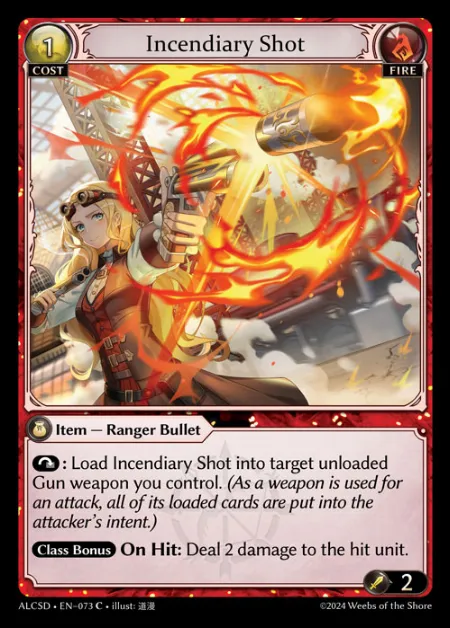 1
Incendiary Shot
COST
FIRE
Item — Ranger Bullet
: Load Incendiary Shot into target unloaded
Gun weapon you control. (As a weapon is used for
an attack, all of its loaded cards are put into the
attacker's intent.)
Class Bonus On Hit: Deal 2 damage to the hit unit.
2
ALCSD • EN-073 C • illust: 道漫
©2024 Weebs of the Shore